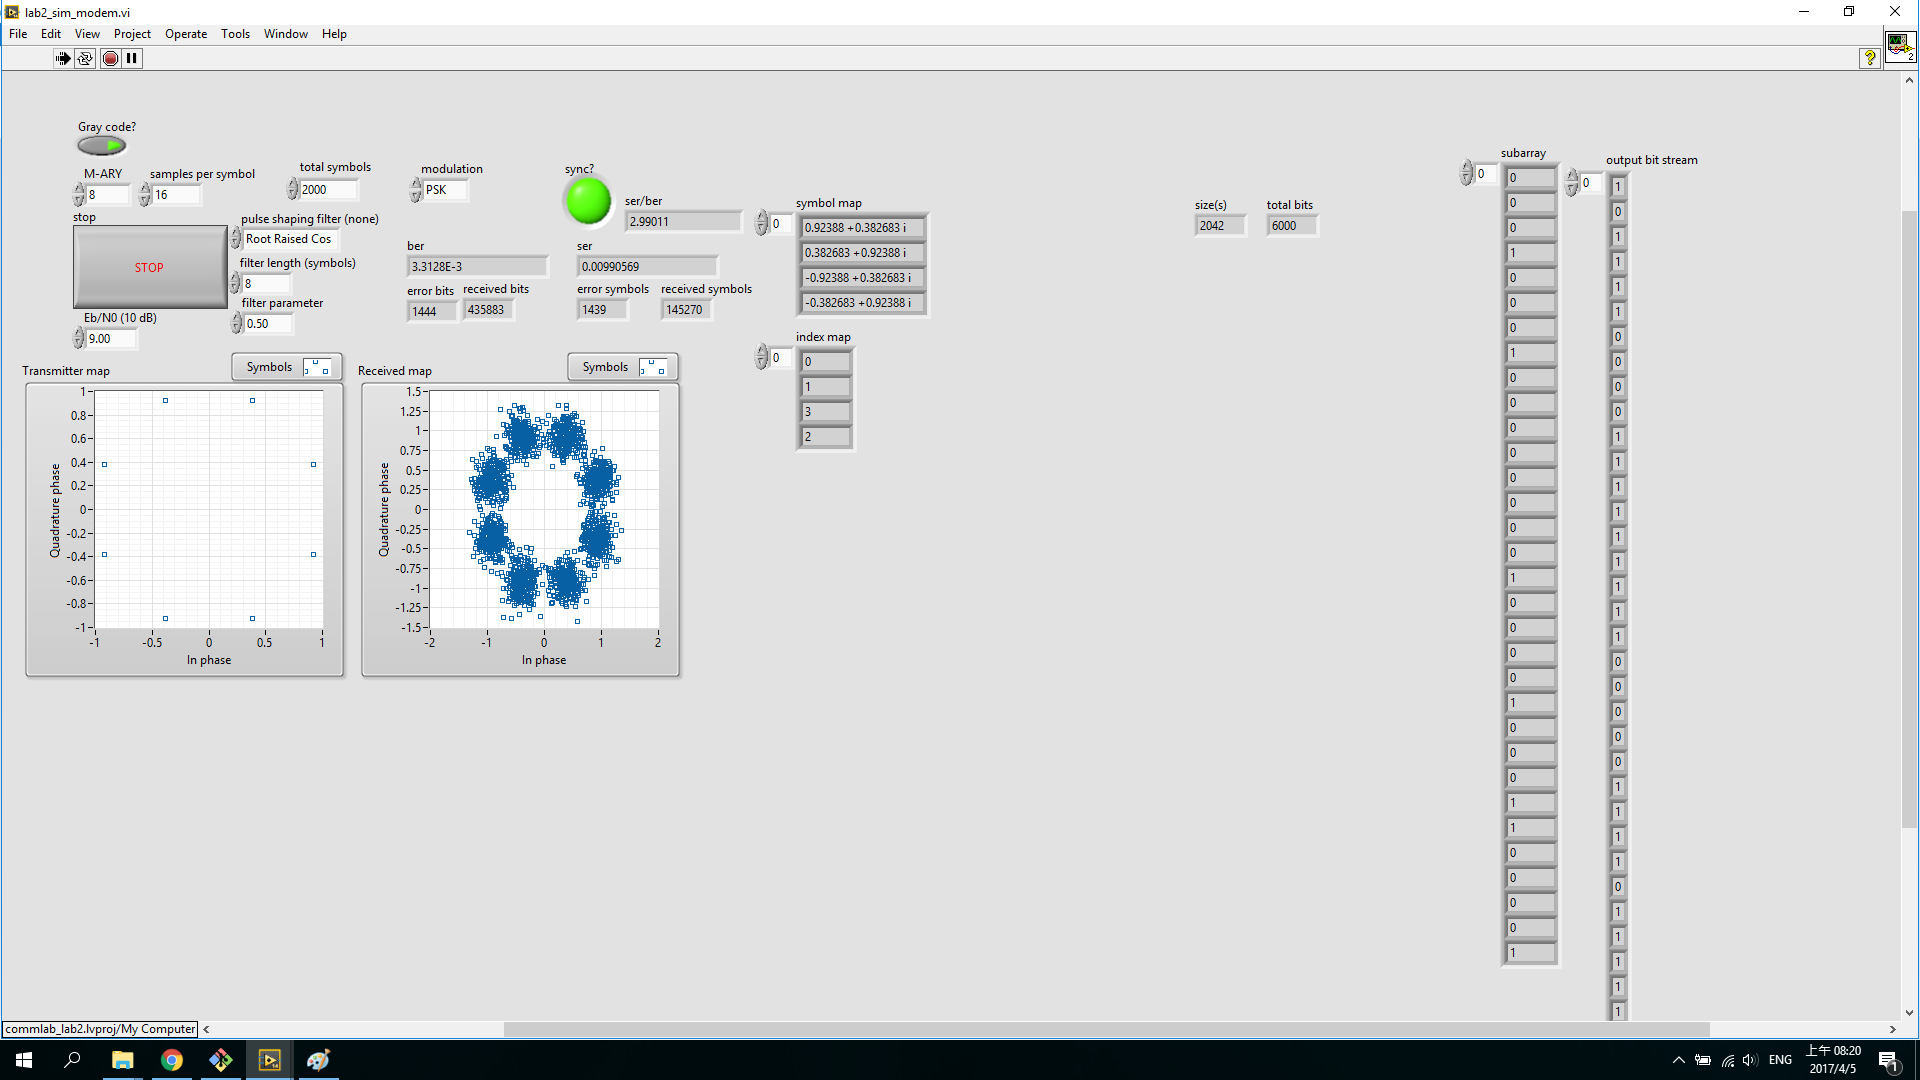 lab2_sim_modem.vi
File Edit View Project Operate Tools Window Help
2
Gray code?
M-ARY
8
samples per symbol
16
total symbols
2000
modulation
PSK
sync?
ser/ber
2.99011
stop
STOP
pulse shaping filter (none)
Root Raised Cos
filter length (symbols)
8
filter parameter
0.50
Eb/N0 (10 dB)
9.00
ber
3.3128E-3
ser
0.00990569
error bits
1444
received bits
435883
error symbols
1439
received symbols
145270
symbol map
0
0.92388 +0.382683 i
0.382683 +0.92388 i
-0.92388 +0.382683 i
-0.382683 +0.92388 i
index map
0
0
1
3
2
size(s)
2042
total bits
6000
Transmitter map
Symbols
Quadrature phase
1
0.8
0.6
0.4
0.2
0
-0.2
-0.4
-0.6
-0.8
-1
-1 -0.5 0 0.5 1
In phase
Received map
Symbols
Quadrature phase
1.5
1.25
1
0.75
0.5
0.25
0
-0.25
-0.5
-0.75
-1
-1.25
-1.5
-2 -1 0 1 2
In phase
subarray
0
0
0
0
1
0
0
0
1
0
0
0
0
0
0
0
0
1
0
0
0
0
1
0
0
0
1
1
0
0
0
0
1
output bit stream
0
1
0
1
1
1
1
0
0
0
0
1
1
1
1
1
1
1
1
1
0
0
0
0
0
1
1
1
1
0
1
1
1
1
1
commlab_lab2.lvproj/My Computer
ENG
上午 08:20
2017/4/5
1